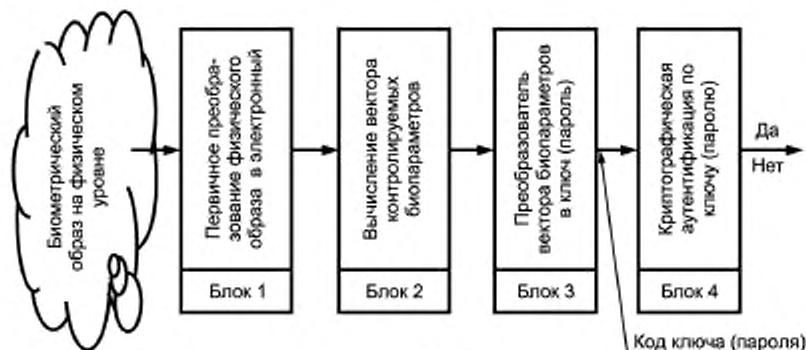 Биометрический
образ на физическом
уровне
Первичное преобра-
зование физического
образа в электронный
Блок 1
Вычисление вектора
контролируемых
биопараметров
Блок 2
Преобразователь
вектора биопараметров
в ключ (пароль)
Блок 3
Криптографическая
аутентификация по
ключу (паролю)
Блок 4
Да
Нет
Код ключа (пароля)